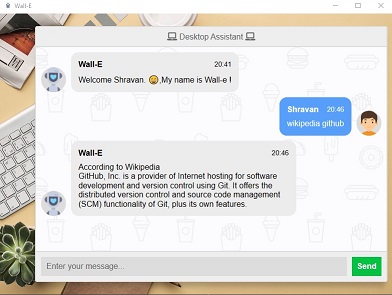 Wall-E
Desktop Assistant
Wall-E 20:41
Welcome Shravan. 😄,My name is Wall-e !
Shravan 20:46
wikipedia github
Wall-E 20:46
According to Wikipedia
GitHub, Inc. is a provider of Internet hosting for software
development and version control using Git. It offers the
distributed version control and source code management
(SCM) functionality of Git, plus its own features.
Enter your message...
Send